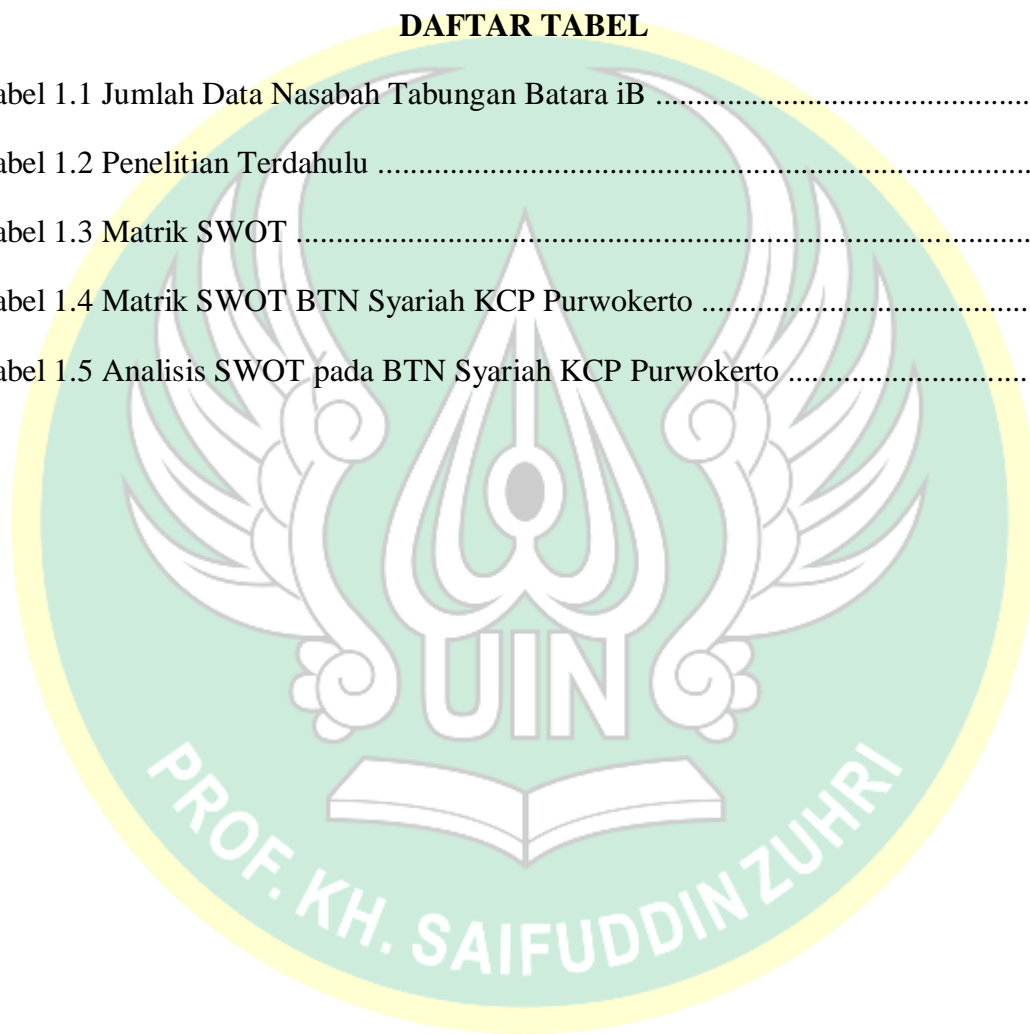 DAFTAR TABEL
abel 1.1 Jumlah Data Nasabah Tabungan Batara iB ............................................
abel 1.2 Penelitian Terdahulu ................................................................................
abel 1.3 Matrik SWOT ..........................................................................................
abel 1.4 Matrik SWOT BTN Syariah KCP Purwokerto ........................................
abel 1.5 Analisis SWOT pada BTN Syariah KCP Purwokerto .............................
UIN
PROF. KH. SAIFUDDIN ZUHRI